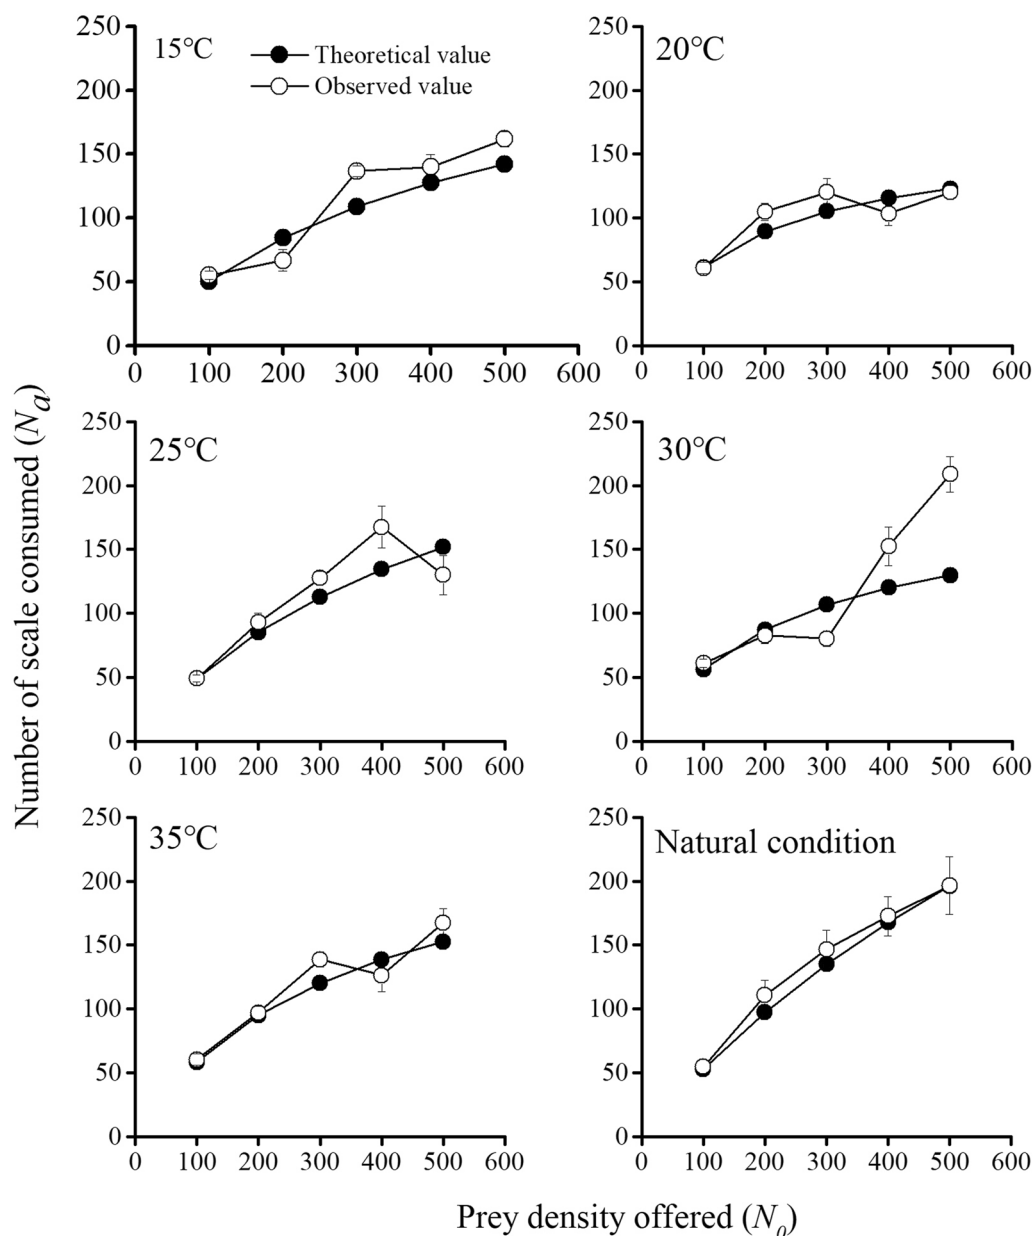 250
200
150
100
50
0
15°C
Theoretical value
Observed value
0 100 200 300 400 500 600
250
200
150
100
50
0
20°C
0 100 200 300 400 500 600
Number of scale consumed (Na)
250
200
150
100
50
0
25°C
0 100 200 300 400 500 600
250
200
150
100
50
0
30°C
0 100 200 300 400 500 600
250
200
150
100
50
0
35°C
0 100 200 300 400 500 600
250
200
150
100
50
0
Natural condition
0 100 200 300 400 500 600
Prey density offered (N0)